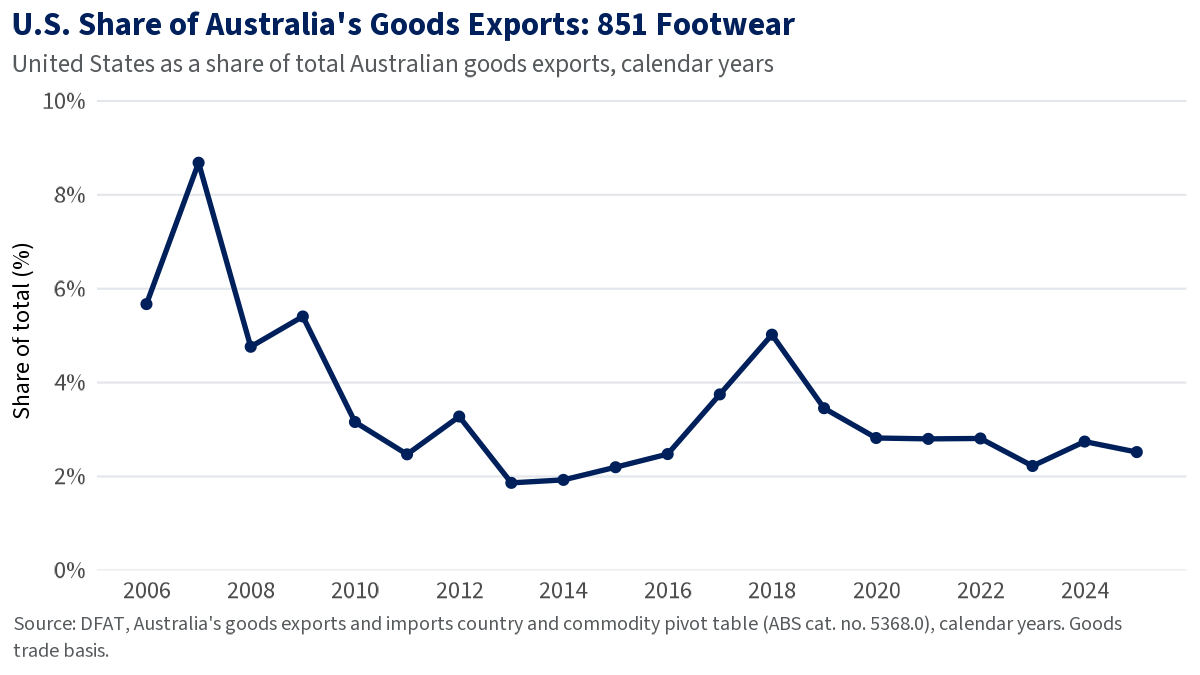 U.S. Share of Australia's Goods Exports: 851 Footwear
United States as a share of total Australian goods exports, calendar years
10%
8%
6%
4%
2%
0%
Share of total (%)
2006 2008 2010 2012 2014 2016 2018 2020 2022 2024
Source: DFAT, Australia's goods exports and imports country and commodity pivot table (ABS cat. no. 5368.0), calendar years. Goods
trade basis.